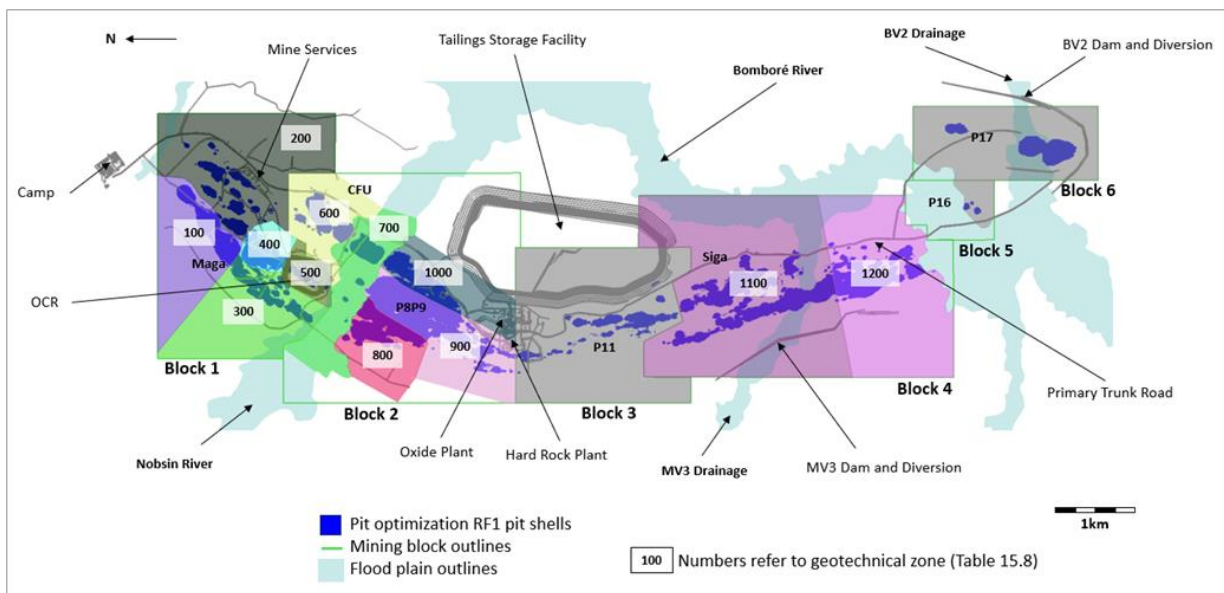 N
Mine Services
Tailings Storage Facility
Bomboré River
BV2 Drainage
BV2 Dam and Diversion
200
P17
Camp
CFU
Block 6
600
P16
100
700
400
Siga
Block 5
Maga
500
1000
1100
1200
OCR
300
P8P9
P11
800
900
Block 1
Block 4
Block 2
Block 3
Primary Trunk Road
Nobsin River
Oxide Plant
Hard Rock Plant
MV3 Drainage
MV3 Dam and Diversion
1km
Pit optimization RF1 pit shells
Mining block outlines
Flood plain outlines
100 Numbers refer to geotechnical zone (Table 15.8)